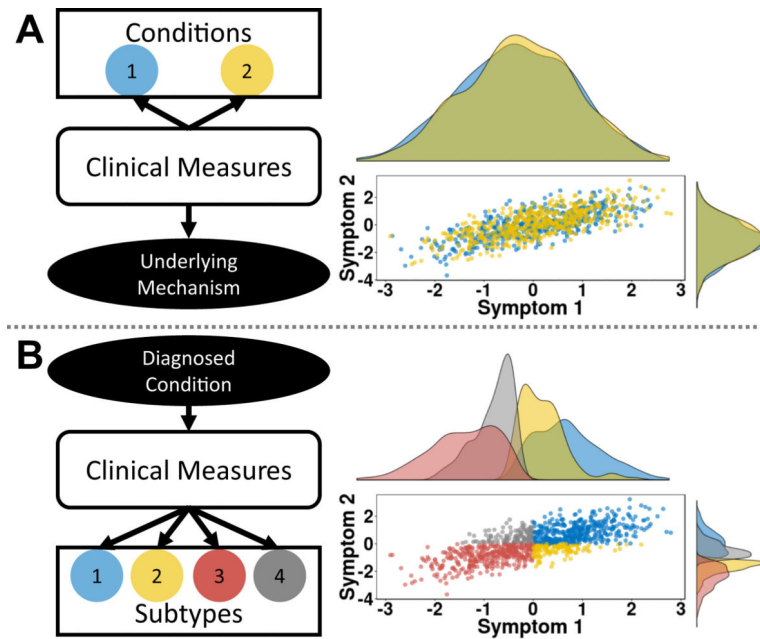 A
Conditions
1
2
Clinical Measures
Underlying
Mechanism
Symptom 2
2
0
-2
-4
-3
-2
-1
0
1
2
3
Symptom 1
B
Diagnosed
Condition
Clinical Measures
1
2
3
4
Subtypes
Symptom 2
2
0
-2
-4
-3
-2
-1
0
1
2
3
Symptom 1